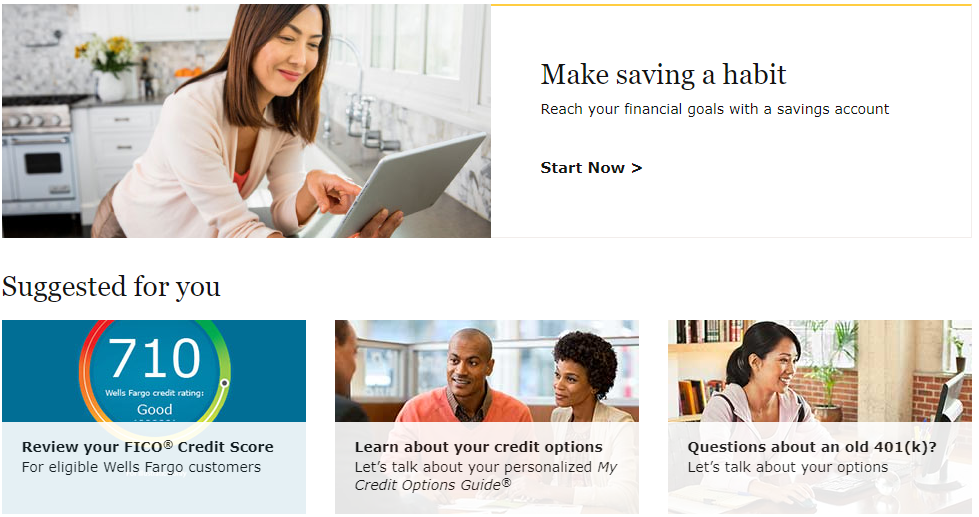 Make saving a habit
Reach your financial goals with a savings account
Start Now >
Suggested for you
710
Wells Fargo credit rating:
Good
Review your FICO® Credit Score
For eligible Wells Fargo customers
Learn about your credit options
Let’s talk about your personalized My
Credit Options Guide®
Questions about an old 401(k)?
Let’s talk about your options